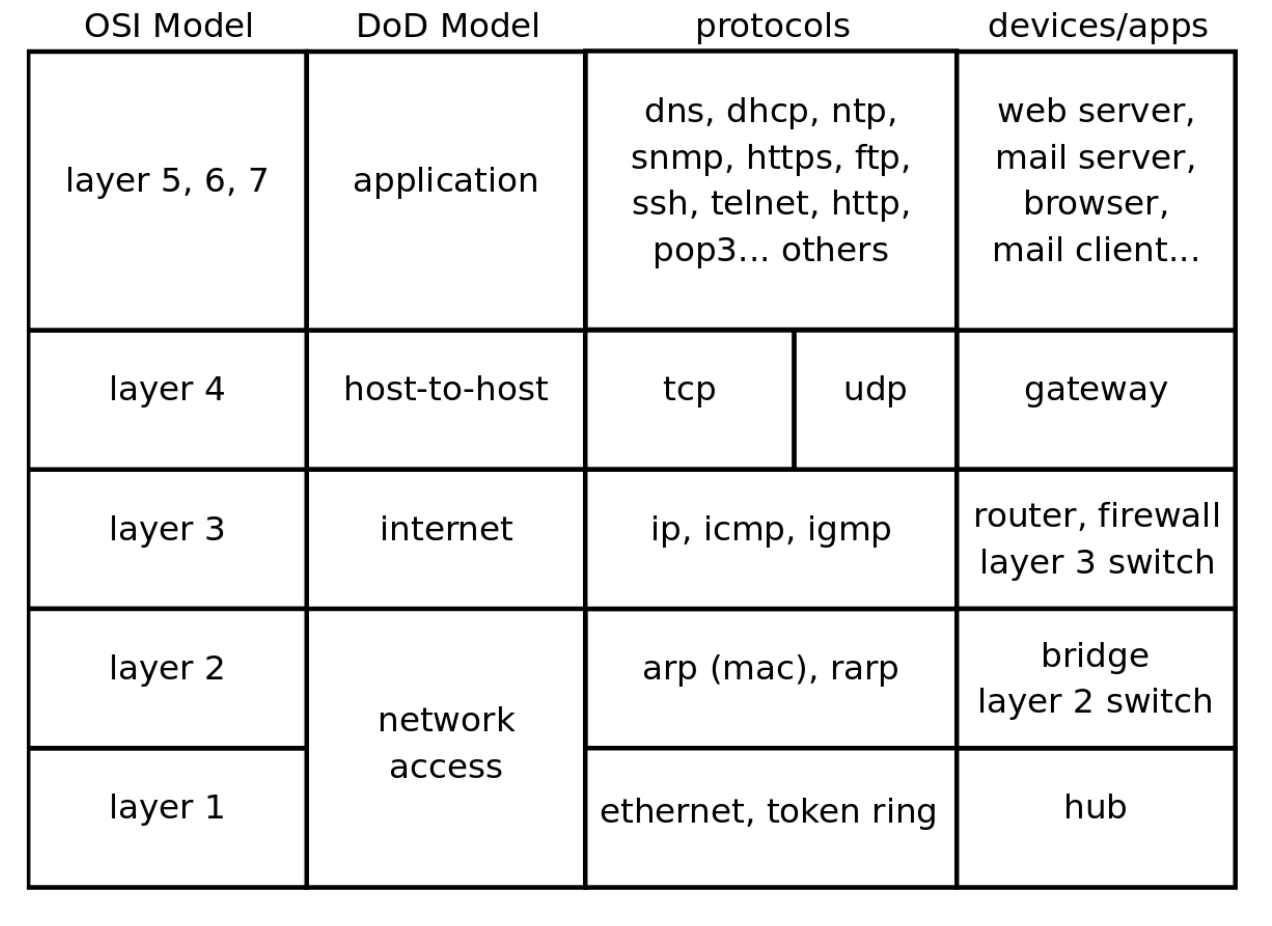 OSI Model DoD Model protocols devices/apps
layer 5, 6, 7
application
dns, dhcp, ntp,
snmp, https, ftp,
ssh, telnet, http,
pop3... others
web server,
mail server,
browser,
mail client...
layer 4
host-to-host
tcp
udp
gateway
layer 3
internet
ip, icmp, igmp
router, firewall
layer 3 switch
layer 2
network
access
arp (mac), rarp
bridge
layer 2 switch
layer 1
ethernet, token ring
hub